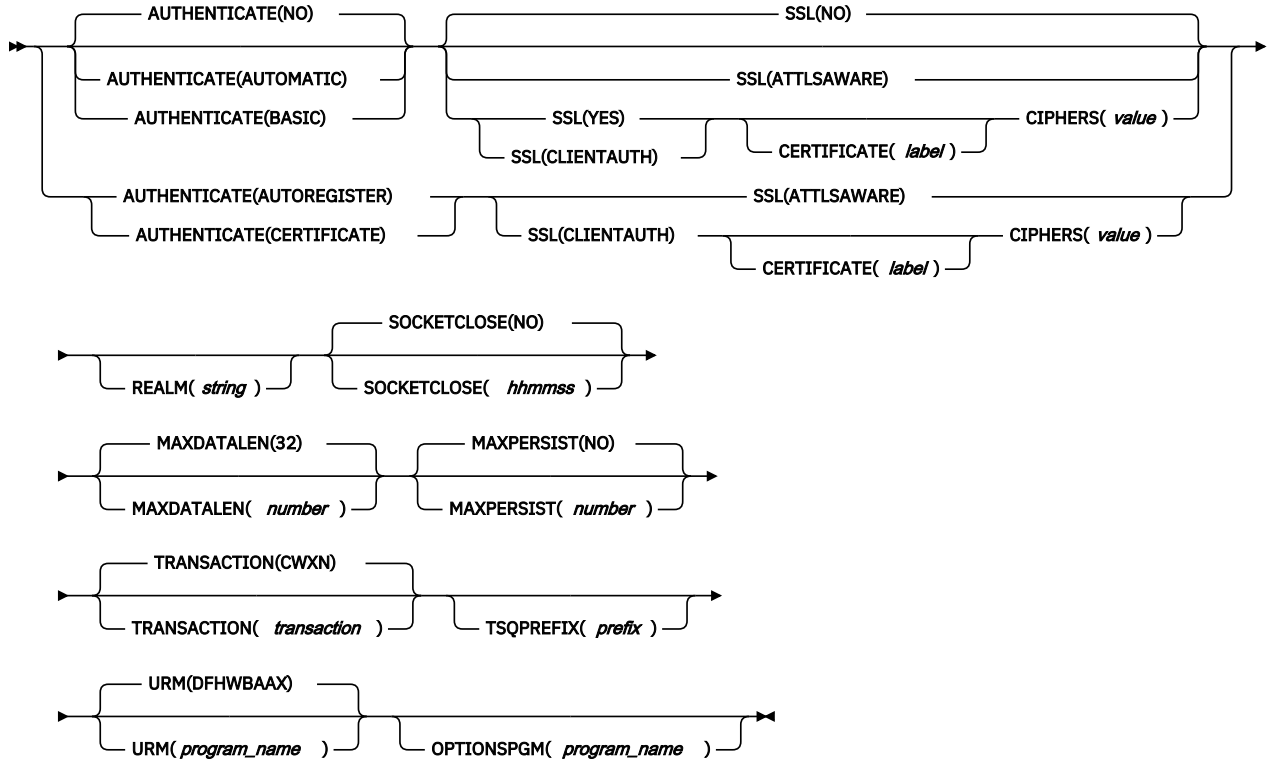 AUTHENTICATE(NO) SSL(NO)
AUTHENTICATE(AUTOMATIC) SSL(ATTLSAWARE)
AUTHENTICATE(BASIC) SSL(YES) CIPHERS( value )
SSL(CLIENTAUTH) CERTIFICATE( label )
AUTHENTICATE(AUTOREGISTER) SSL(ATTLSAWARE)
AUTHENTICATE(CERTIFICATE) SSL(CLIENTAUTH) CIPHERS( value )
CERTIFICATE( label )
SOCKETCLOSE(NO)
REALM( string ) SOCKETCLOSE( hhmmss )
MAXDATALEN(32) MAXPERSIST(NO)
MAXDATALEN( number ) MAXPERSIST( number )
TRANSACTION(CWXN)
TRANSACTION( transaction ) TSQPREFIX( prefix )
URM(DFHWBAAX)
URM( program_name ) OPTIONSPGM( program_name )